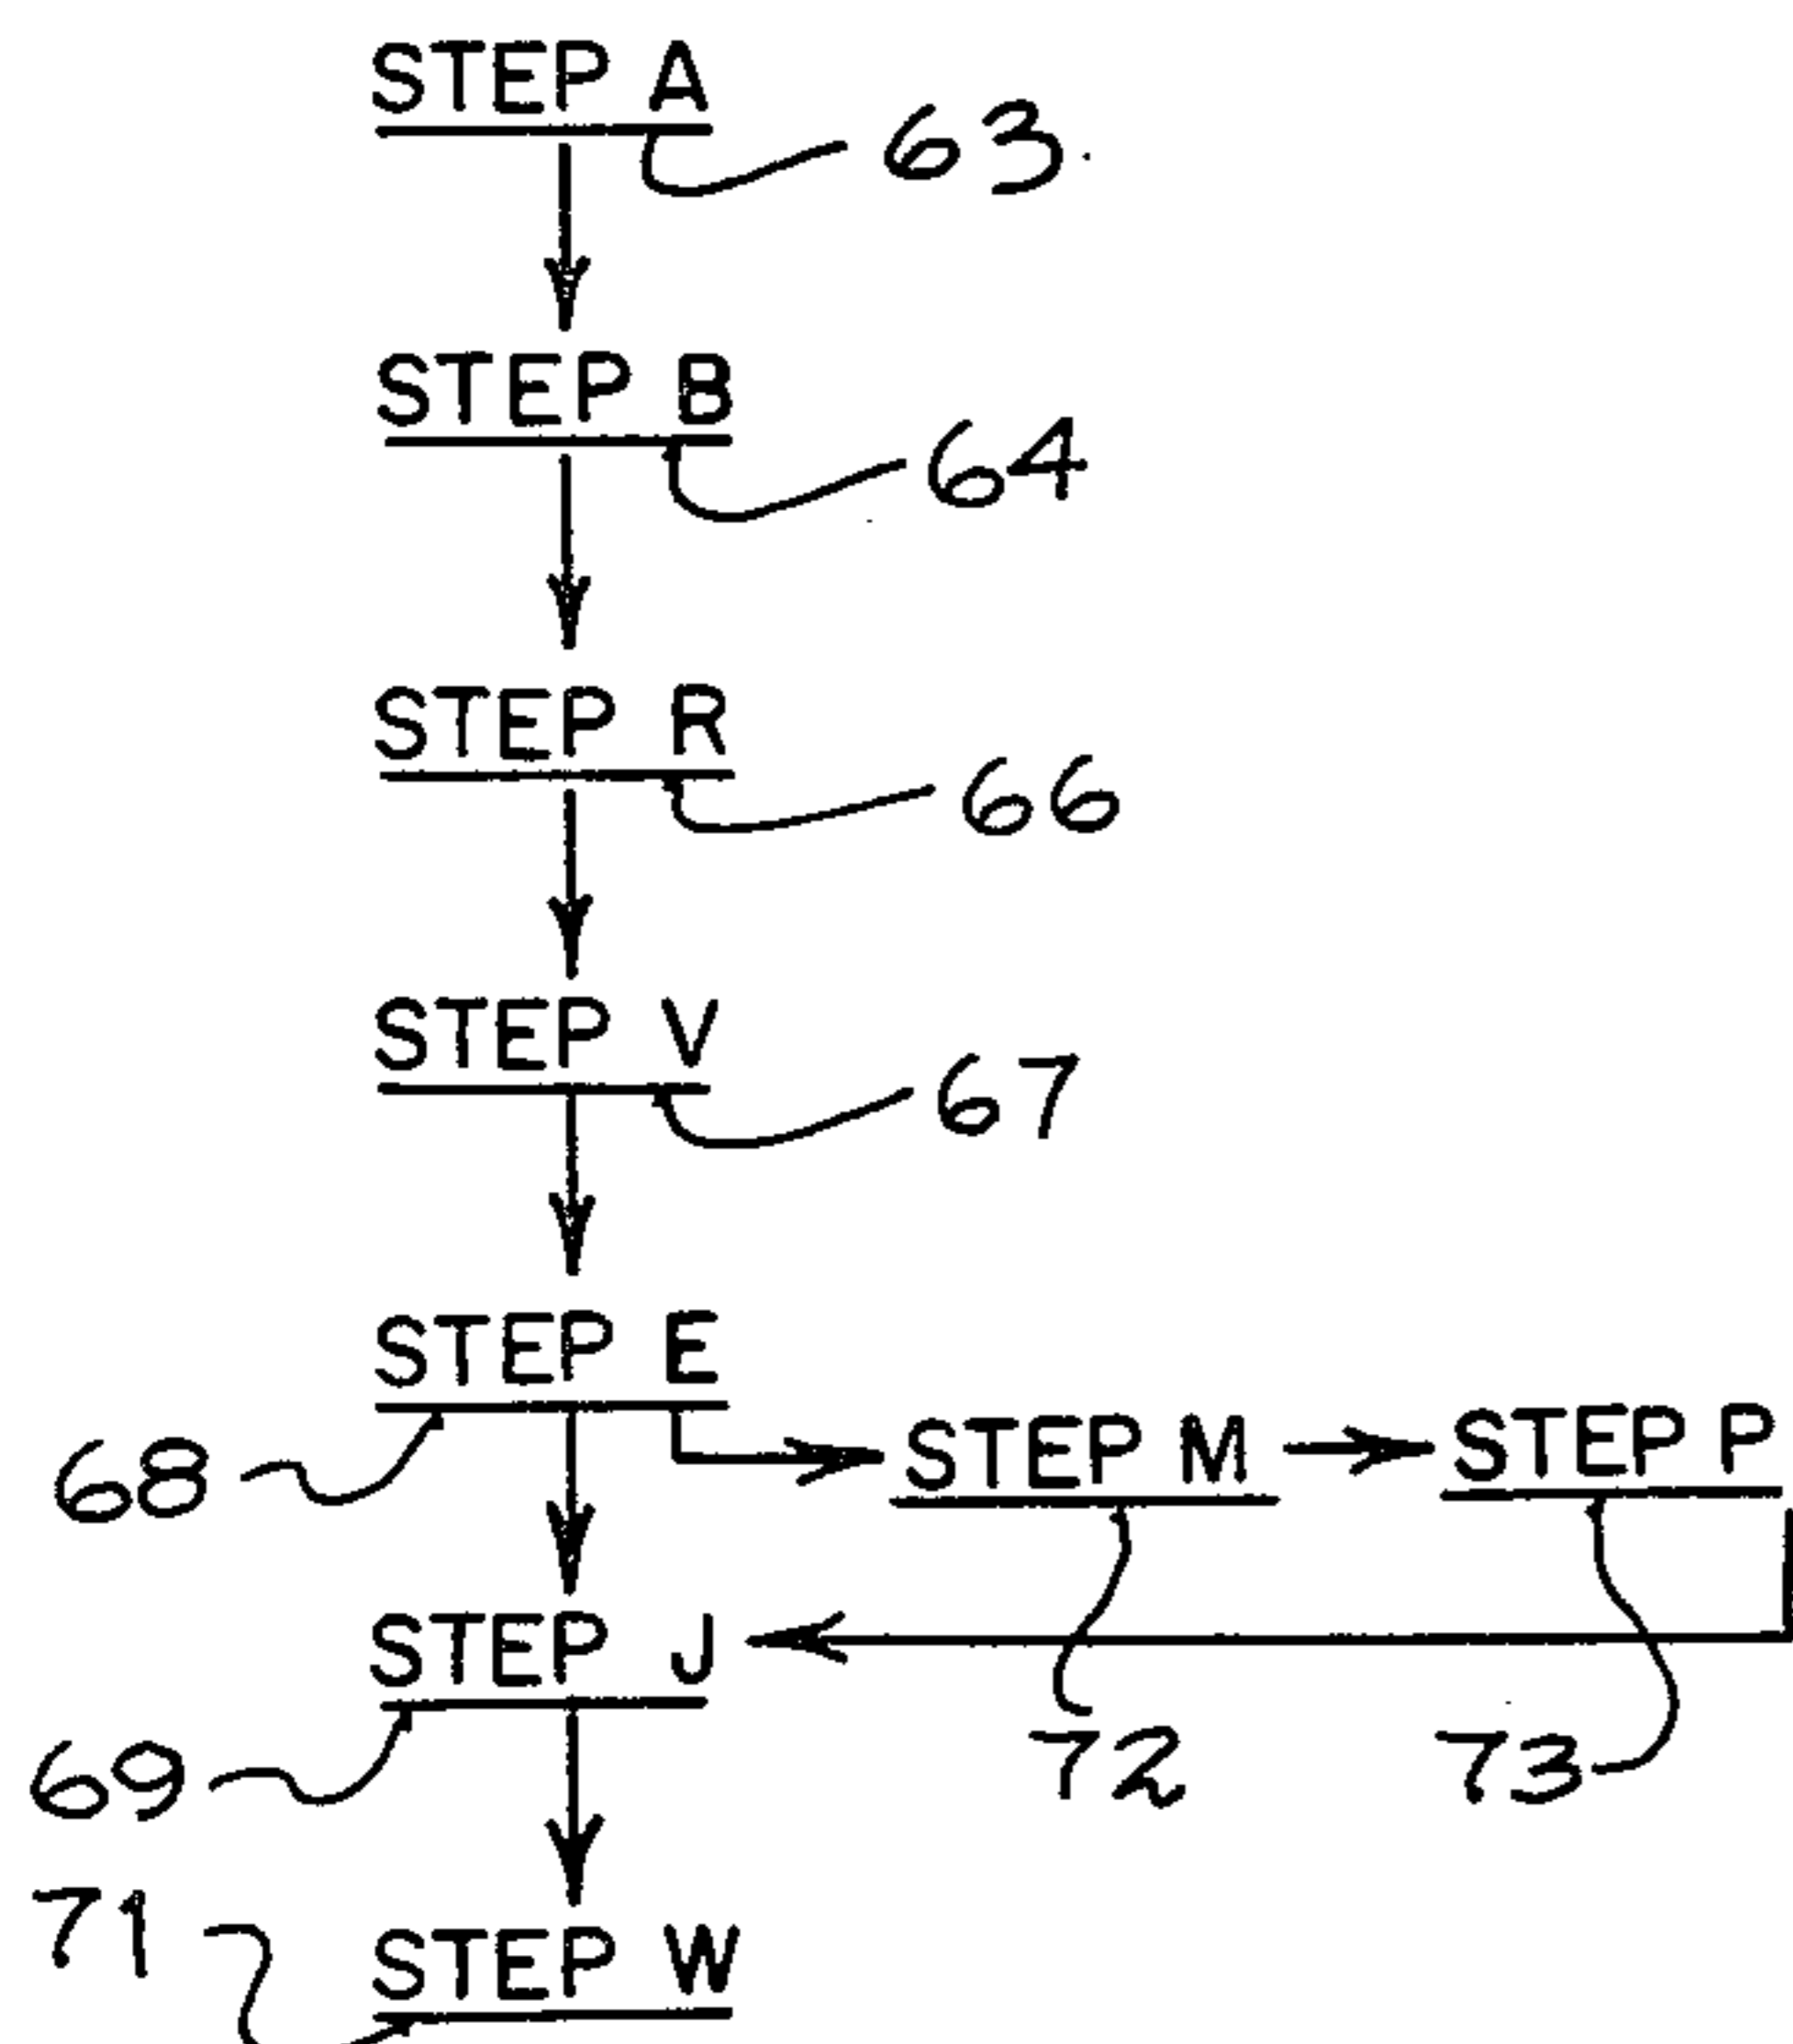 STEP A
63
STEP B
64
STEP R
66
STEP V
67
STEP E
68
STEP M
STEP P
STEP J
69
72
73
71
STEP W